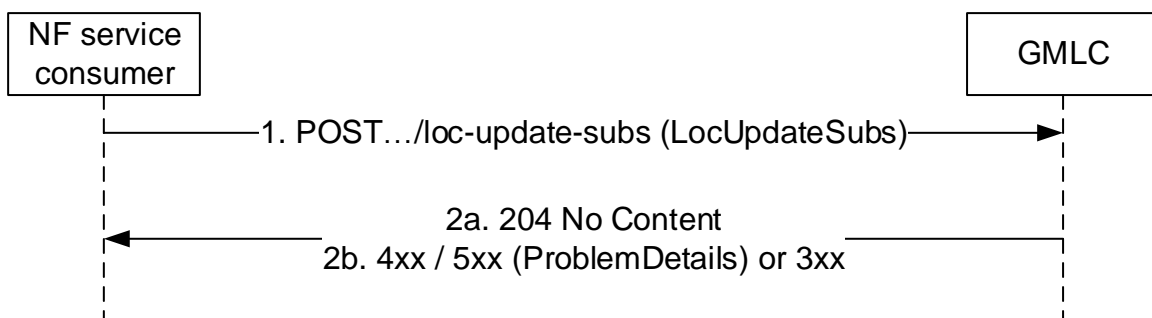 NF service
consumer
GMLC
1. POST…/loc-update-subs (LocUpdateSubs)
2a. 204 No Content
2b. 4xx / 5xx (ProblemDetails) or 3xx